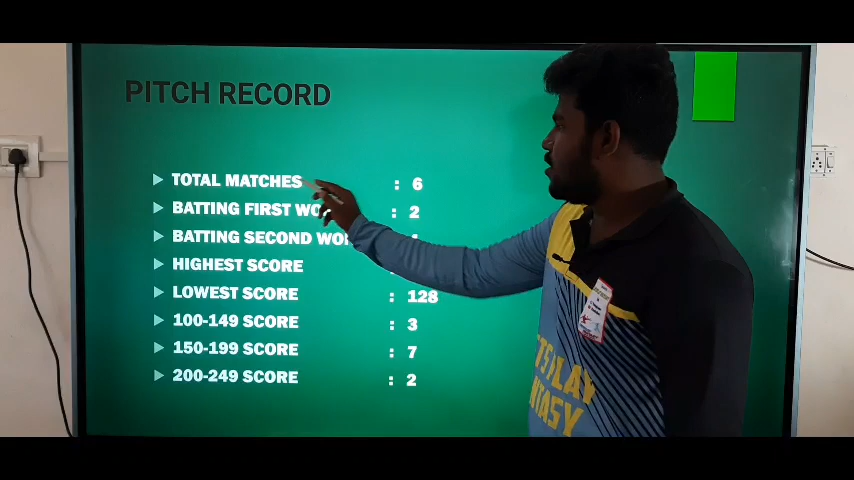 PITCH RECORD
TOTAL MATCHES : 6
BATTING FIRST : 2
BATTING SECOND
HIGHEST SCORE
LOWEST SCORE : 128
100-149 SCORE : 3
150-199 SCORE : 7
200-249 SCORE : 2